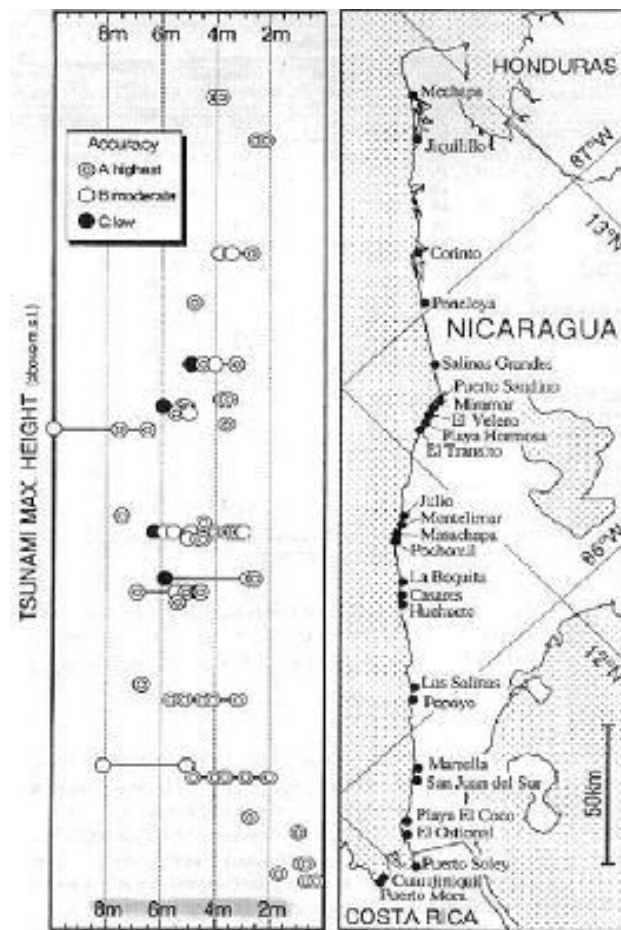 8m 6m 4m 2m
Accuracy
A highest
B moderate
C low
TSUNAMI MAX. HEIGHT (above m.s.l.)
8m 6m 4m 2m
HONDURAS
Mechapa
Jiquilillo
87°W
13°N
Corinto
Poneloya
NICARAGUA
Salinas Grandes
Puerto Sandino
Miramar
El Velero
Playa Hermosa
El Transito
Julio
Montelimar
Masachapa
Pochomil
86°W
La Boquita
Casares
Huehuete
12°N
Las Salinas
Popoyo
Marsella
San Juan del Sur
50km
Playa El Coco
El Ostional
Puerto Soley
Cuajiniquil
COSTA RICA